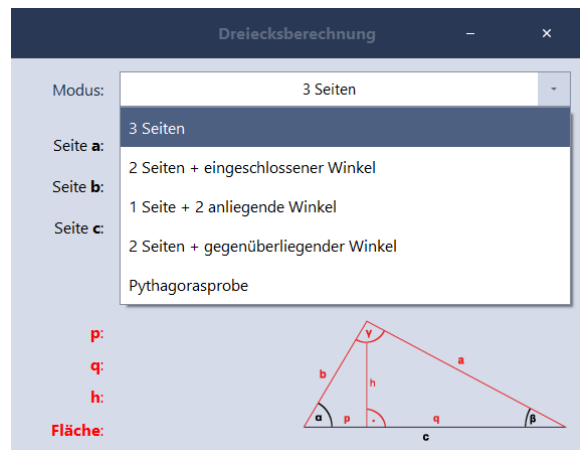 Dreiecksberechnung
Modus: 3 Seiten
3 Seiten
2 Seiten + eingeschlossener Winkel
1 Seite + 2 anliegende Winkel
2 Seiten + gegenüberliegender Winkel
Pythagorasprobe
Seite a:
Seite b:
Seite c:
p:
q:
h:
Fläche:
γ
b
a
h
α
p
q
β
c